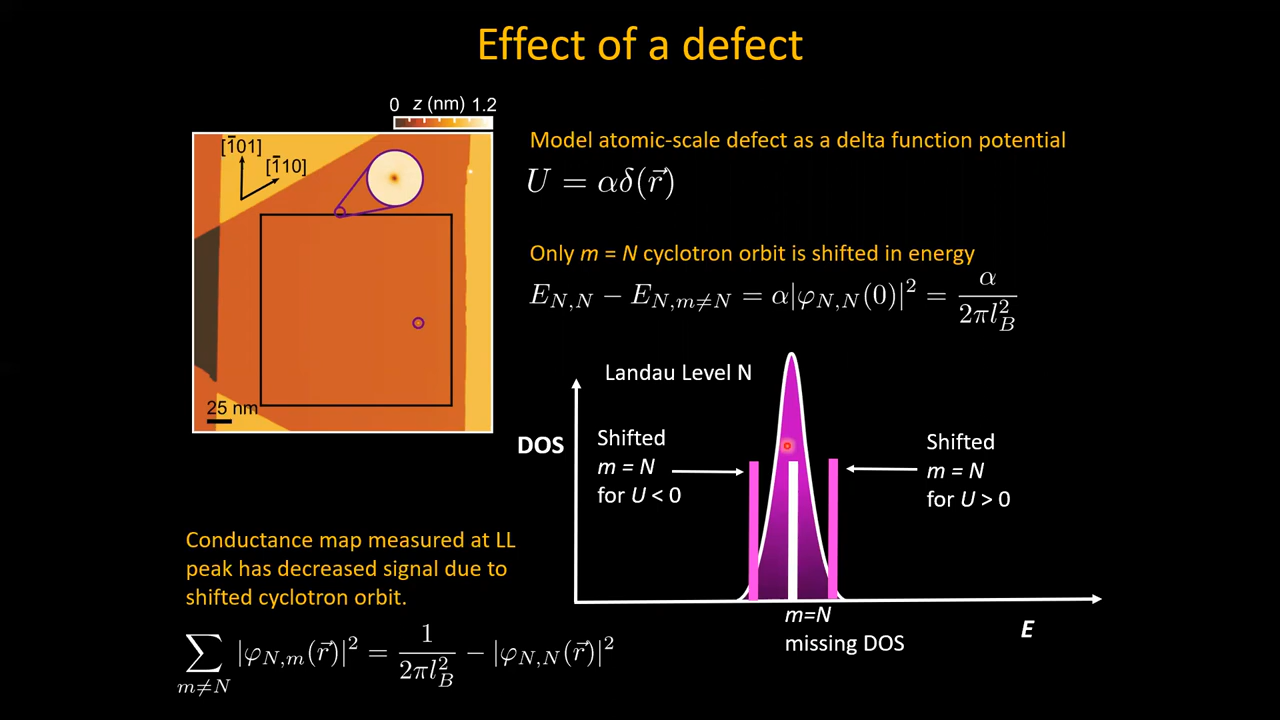 Effect of a defect
0 z (nm) 1.2
[1̄01]
[1̄10]
25 nm
Model atomic-scale defect as a delta function potential
U = αδ(r⃗)
Only m = N cyclotron orbit is shifted in energy
E_{N,N} − E_{N,m≠N} = α|φ_{N,N}(0)|² = α / 2πl_B²
Landau Level N
DOS
Shifted
m = N
for U < 0
Shifted
m = N
for U > 0
m=N
missing DOS
E
Conductance map measured at LL
peak has decreased signal due to
shifted cyclotron orbit.
∑_{m≠N} |φ_{N,m}(r⃗)|² = 1 / 2πl_B² − |φ_{N,N}(r⃗)|²